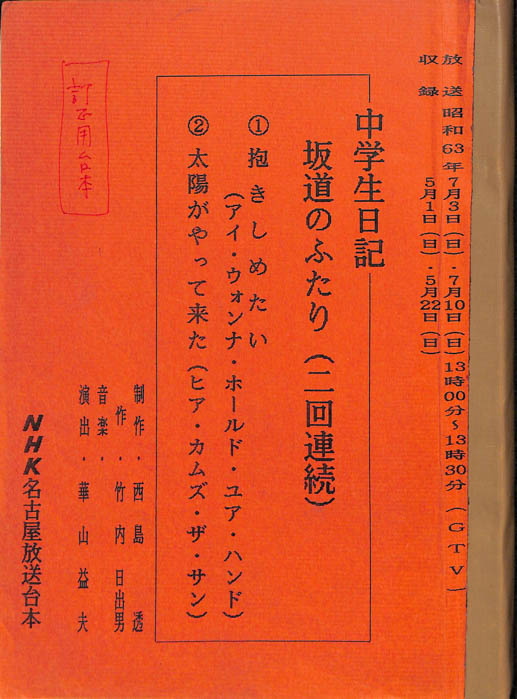 放送 昭和63年7月3日(日)・7月10日(日)13時00分~13時30分(GTV)
収録 5月1日(日)・5月22日(日)
中学生日記
坂道のふたり(二回連続)
①抱きしめたい
(アイ・ウォンナ・ホールド・ユア・ハンド)
②太陽がやって来た(ヒア・カムズ・ザ・サン)
制作・西島 透
作・竹内日出男
音楽・
演出・華山益夫
NHK名古屋放送台本
訂正用台本